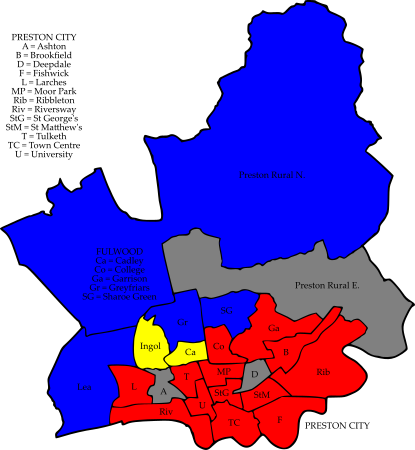 PRESTON CITY
A = Ashton
B = Brookfield
D = Deepdale
F = Fishwick
L = Larches
MP = Moor Park
Rib = Ribbleton
Riv = Riversway
StG = St George's
StM = St Matthew's
T = Tulketh
TC = Town Centre
U = University
Preston Rural N.
FULWOOD
Ca = Cadley
Co = College
Ga = Garrison
Gr = Greyfriars
SG = Sharoe Green
Preston Rural E.
Gr
Ingol
Ca
Co
Ga
B
Lea
L
A
T
MP
D
Rib
StG
StM
Riv
U
TC
F
PRESTON CITY